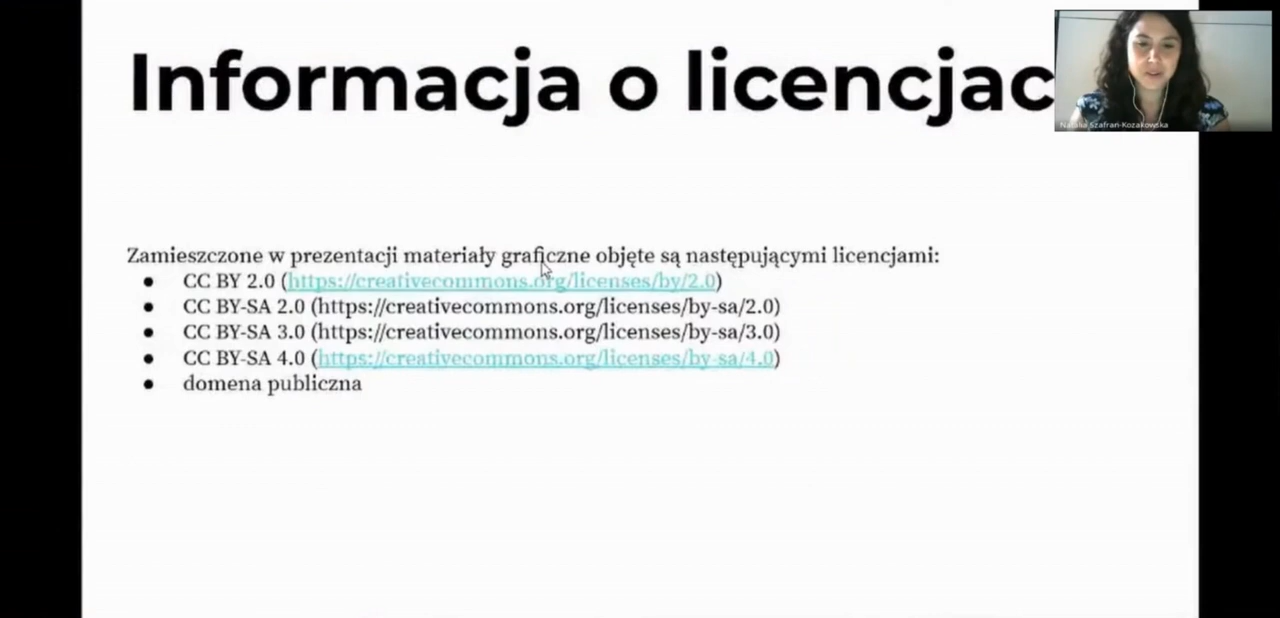 Informacja o licencjac
Natalia Szafran-Kozakowska
Zamieszczone w prezentacji materiały graficzne objęte są następującymi licencjami:
● CC BY 2.0 (https://creativecommons.org/licenses/by/2.0)
● CC BY-SA 2.0 (https://creativecommons.org/licenses/by-sa/2.0)
● CC BY-SA 3.0 (https://creativecommons.org/licenses/by-sa/3.0)
● CC BY-SA 4.0 (https://creativecommons.org/licenses/by-sa/4.0)
● domena publiczna